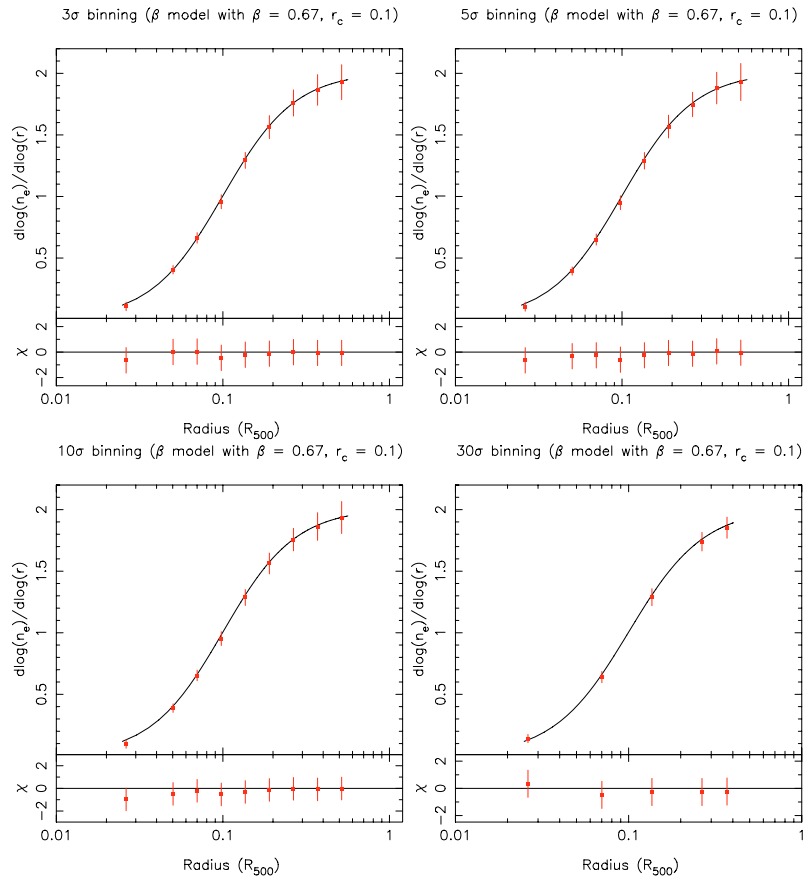 3σ binning (β model with β = 0.67, r_c = 0.1)
dlog(n_e)/dlog(r)
2
1.5
1
0.5
χ
2
0
−2
0.01
0.1
1
Radius (R_500)
5σ binning (β model with β = 0.67, r_c = 0.1)
dlog(n_e)/dlog(r)
2
1.5
1
0.5
χ
2
0
−2
0.01
0.1
1
Radius (R_500)
10σ binning (β model with β = 0.67, r_c = 0.1)
dlog(n_e)/dlog(r)
2
1.5
1
0.5
χ
2
0
−2
0.01
0.1
1
Radius (R_500)
30σ binning (β model with β = 0.67, r_c = 0.1)
dlog(n_e)/dlog(r)
2
1.5
1
0.5
χ
2
0
−2
0.01
0.1
1
Radius (R_500)